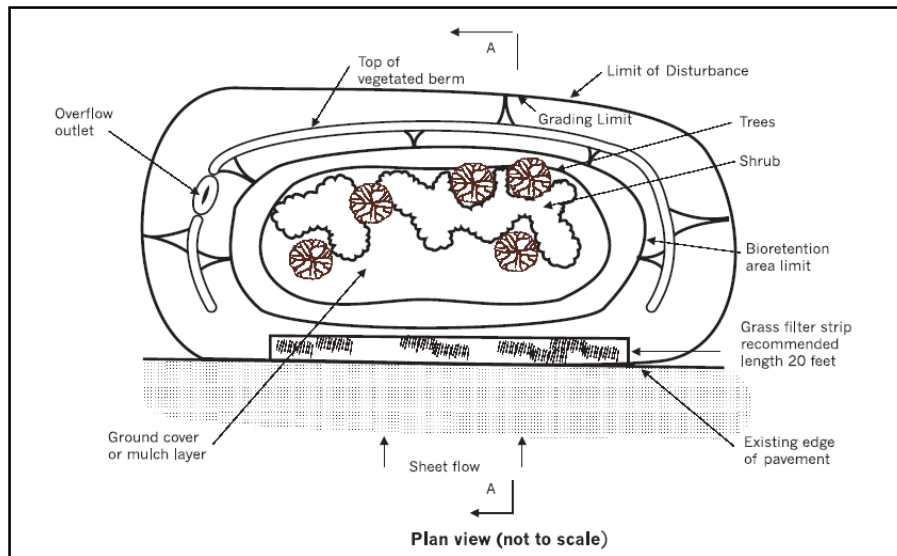 A
Top of
vegetated berm
Limit of Disturbance
Overflow
outlet
Grading Limit
Trees
Shrub
Bioretention
area limit
Grass filter strip
recommended
length 20 feet
Ground cover
or mulch layer
Sheet flow
Existing edge
of pavement
A
Plan view (not to scale)